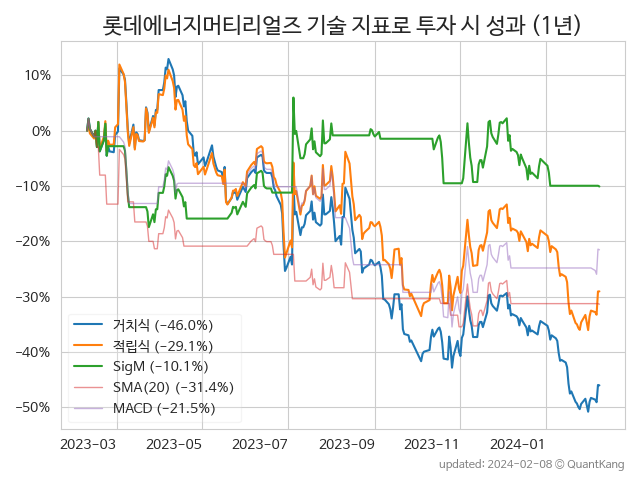 롯데에너지머티리얼즈 기술 지표로 투자 시 성과 (1년)
10%
0%
−10%
−20%
−30%
−40%
−50%
거치식 (−46.0%)
적립식 (−29.1%)
SigM (−10.1%)
SMA(20) (−31.4%)
MACD (−21.5%)
2023-03 2023-05 2023-07 2023-09 2023-11 2024-01
updated: 2024-02-08 © QuantKang